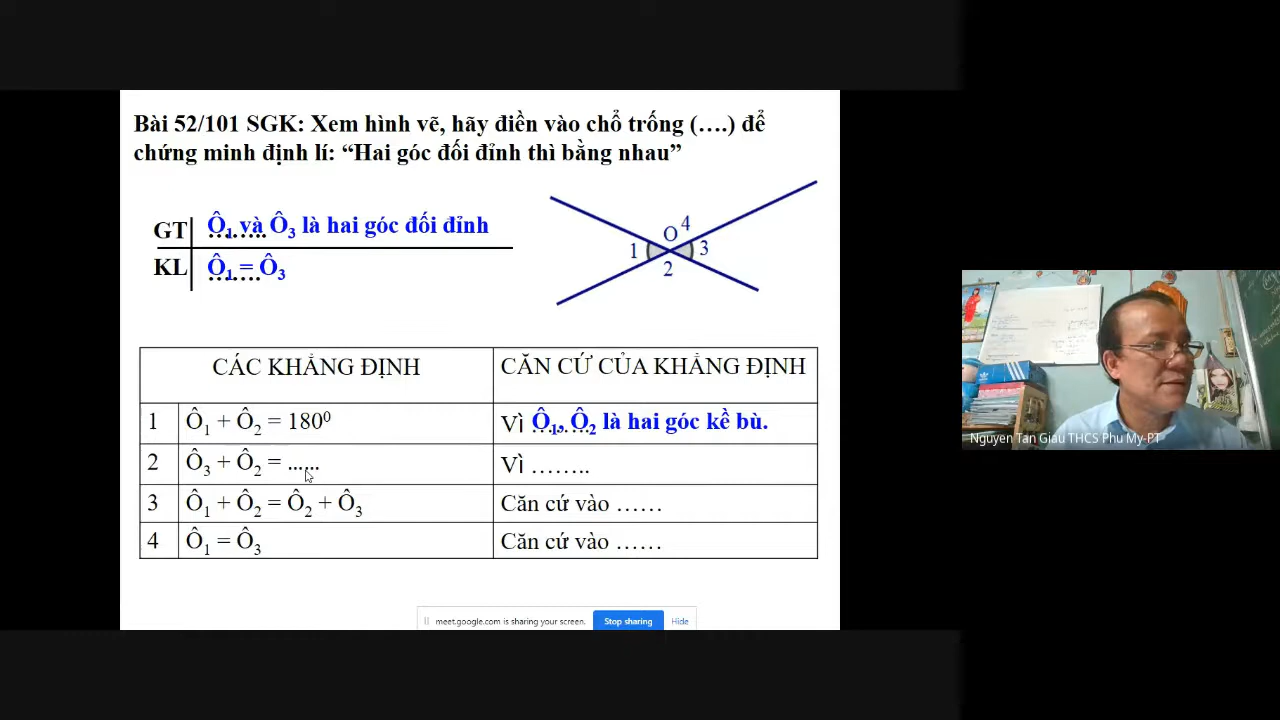 Bài 52/101 SGK: Xem hình vẽ, hãy điền vào chổ trống (….) để
chứng minh định lí: “Hai góc đối đỉnh thì bằng nhau”
GT Ô1 và Ô3 là hai góc đối đỉnh
KL Ô1 = Ô3
O 4
1 3
2
CÁC KHẲNG ĐỊNH CĂN CỨ CỦA KHẲNG ĐỊNH
1 Ô1 + Ô2 = 180⁰ Vì Ô1, Ô2 là hai góc kề bù.
2 Ô3 + Ô2 = ...... Vì ……..
3 Ô1 + Ô2 = Ô2 + Ô3 Căn cứ vào ……
4 Ô1 = Ô3 Căn cứ vào ……
meet.google.com is sharing your screen. Stop sharing Hide
Nguyen Tan Giau THCS Phu My-PT